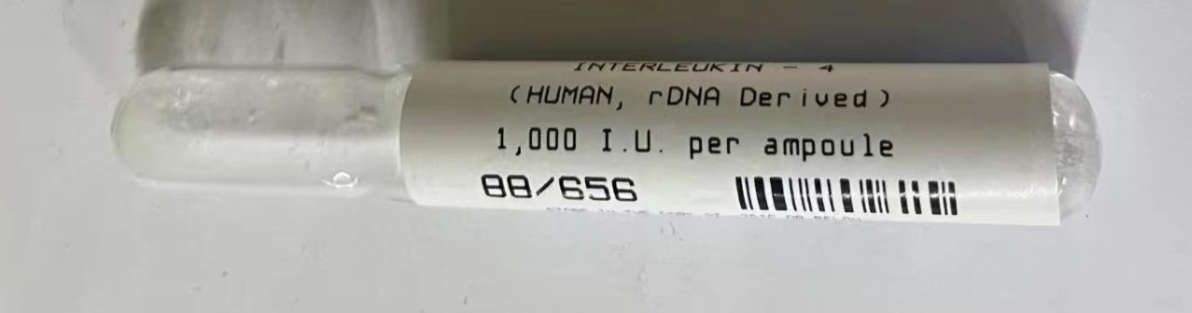 INTERLEUKIN - 4
(HUMAN, rDNA Derived)
1,000 I.U. per ampoule
88/656